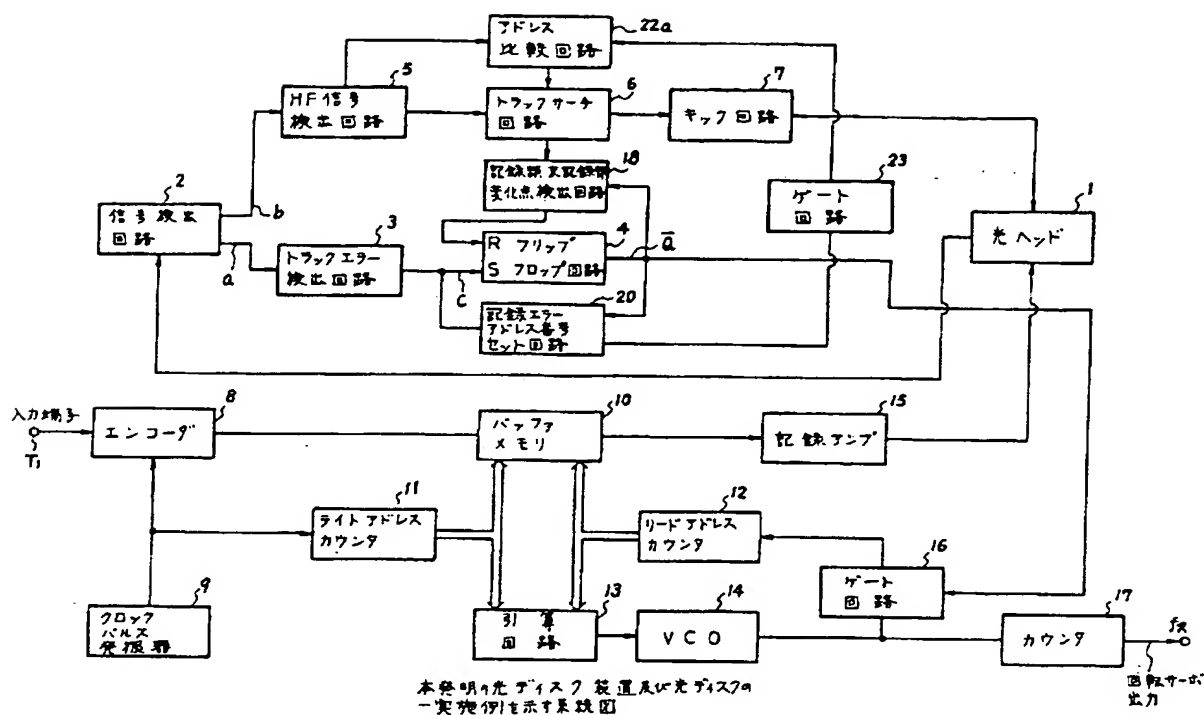 アドレス
比較回路
22a
HF信号
検出回路
5
トラックサーチ
回路
6
キック回路
7
記録部未記録部
変化点検出回路
18
ゲート
回路
23
信号検出
回路
2
b
a
トラックエラー
検出回路
3
C
R フリップ
S フロップ回路
4
Q̅
光ヘッド
1
記録エラー
アドレス番号
セット回路
20
入力端子
T1
エンコーダ
8
バッファ
メモリ
10
記録アンプ
15
ライトアドレス
カウンタ
11
リードアドレス
カウンタ
12
ゲート
回路
16
クロック
パルス
発振器
9
引算
回路
13
VCO
14
カウンタ
17
fR
回転サーボ
出力
本発明の光ディスク装置及び光ディスクの
一実施例を示す系統図